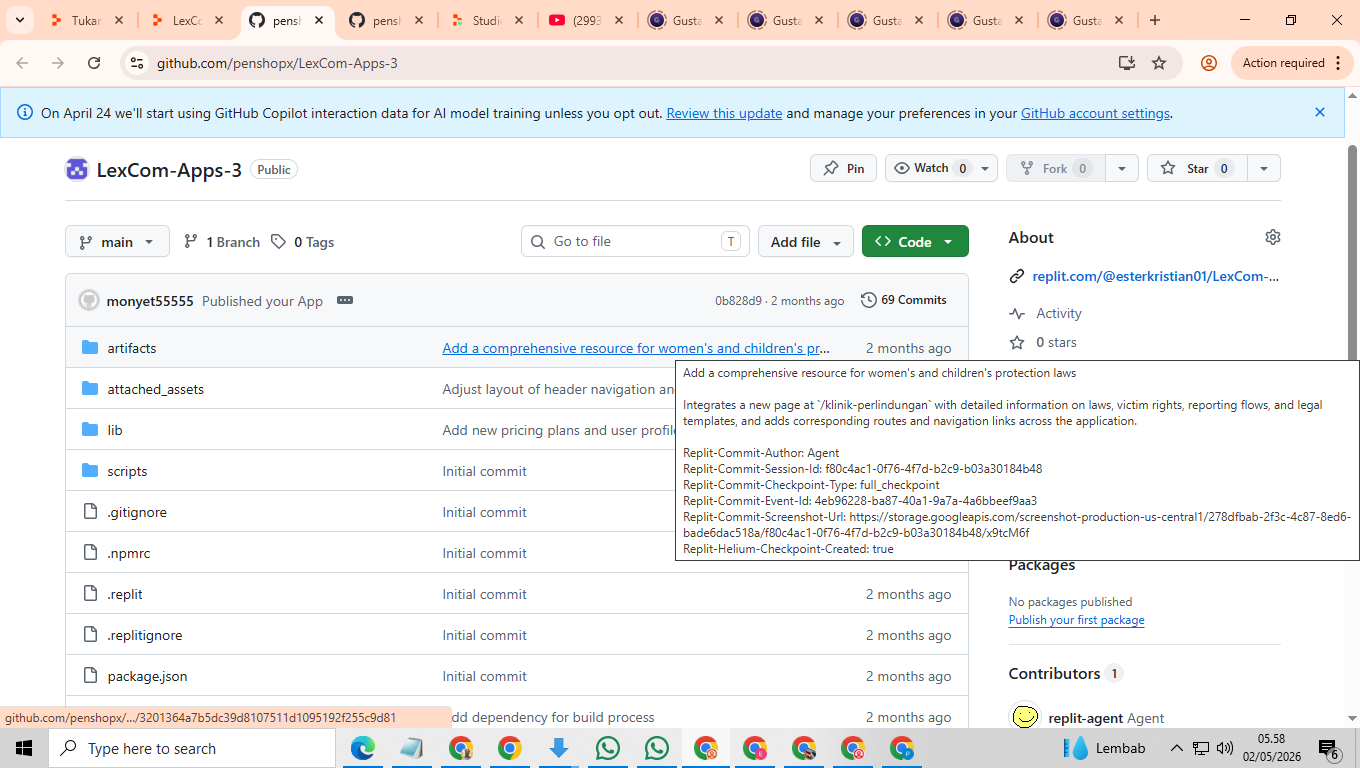 Tukan
LexCo
pensh
pensh
Studio
(2993
Gusta
Gusta
Gusta
Gusta
Gusta
github.com/penshopx/LexCom-Apps-3
Action required
On April 24 we'll start using GitHub Copilot interaction data for AI model training unless you opt out. Review this update and manage your preferences in your GitHub account settings.
LexCom-Apps-3
Public
Pin
Watch 0
Fork 0
Star 0
main
1 Branch
0 Tags
Go to file
T
Add file
Code
About
replit.com/@esterkristian01/LexCom-...
Activity
0 stars
monyet55555 Published your App
0b828d9 · 2 months ago
69 Commits
artifacts
Add a comprehensive resource for women's and children's pr...
2 months ago
attached_assets
Adjust layout of header navigation an
lib
Add new pricing plans and user profile
scripts
Initial commit
.gitignore
Initial commit
.npmrc
Initial commit
.replit
Initial commit
2 months ago
.replitignore
Initial commit
2 months ago
package.json
Initial commit
2 months ago
dd dependency for build process
2 months ago
Add a comprehensive resource for women's and children's protection laws
Integrates a new page at `/klinik-perlindungan` with detailed information on laws, victim rights, reporting flows, and legal
templates, and adds corresponding routes and navigation links across the application.
Replit-Commit-Author: Agent
Replit-Commit-Session-Id: f80c4ac1-0f76-4f7d-b2c9-b03a30184b48
Replit-Commit-Checkpoint-Type: full_checkpoint
Replit-Commit-Event-Id: 4eb96228-ba87-40a1-9a7a-4a6bbeef9aa3
Replit-Commit-Screenshot-Url: https://storage.googleapis.com/screenshot-production-us-central1/278dfbab-2f3c-4c87-8ed6-
bade6dac518a/f80c4ac1-0f76-4f7d-b2c9-b03a30184b48/x9tcM6f
Replit-Helium-Checkpoint-Created: true
Packages
No packages published
Publish your first package
Contributors 1
replit-agent Agent
github.com/penshopx/.../3201364a7b5dc39d8107511d1095192f255c9d81
Type here to search
Lembab
05.58
02/05/2026
6